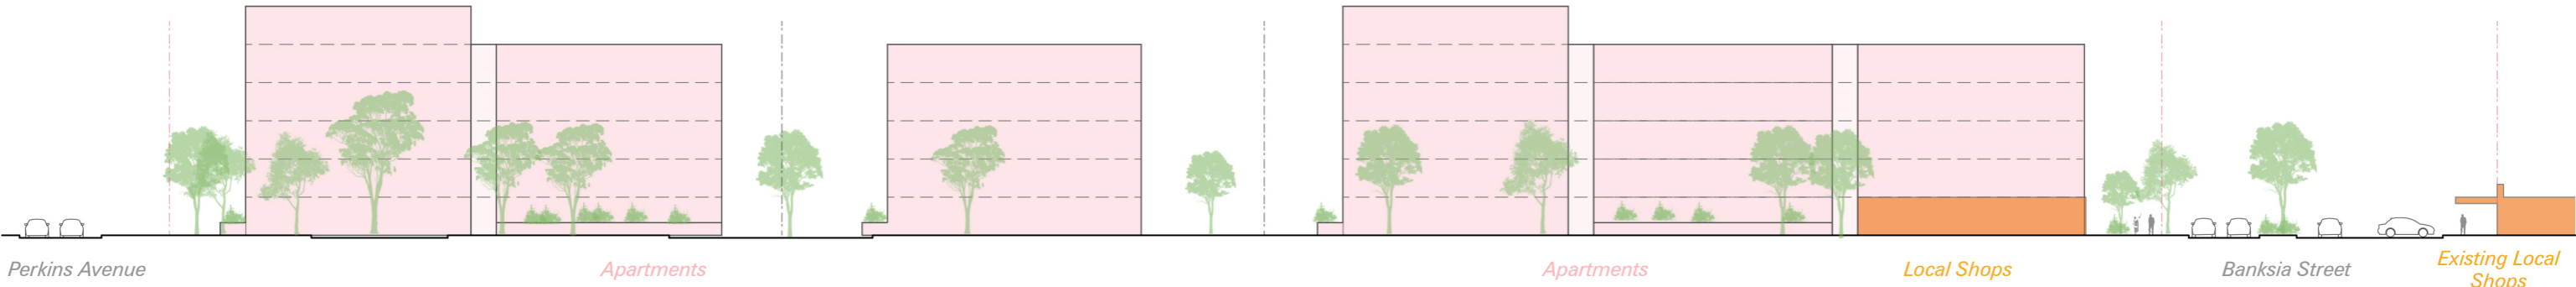 Perkins Avenue
Apartments
Apartments
Local Shops
Banksia Street
Existing Local
Shops